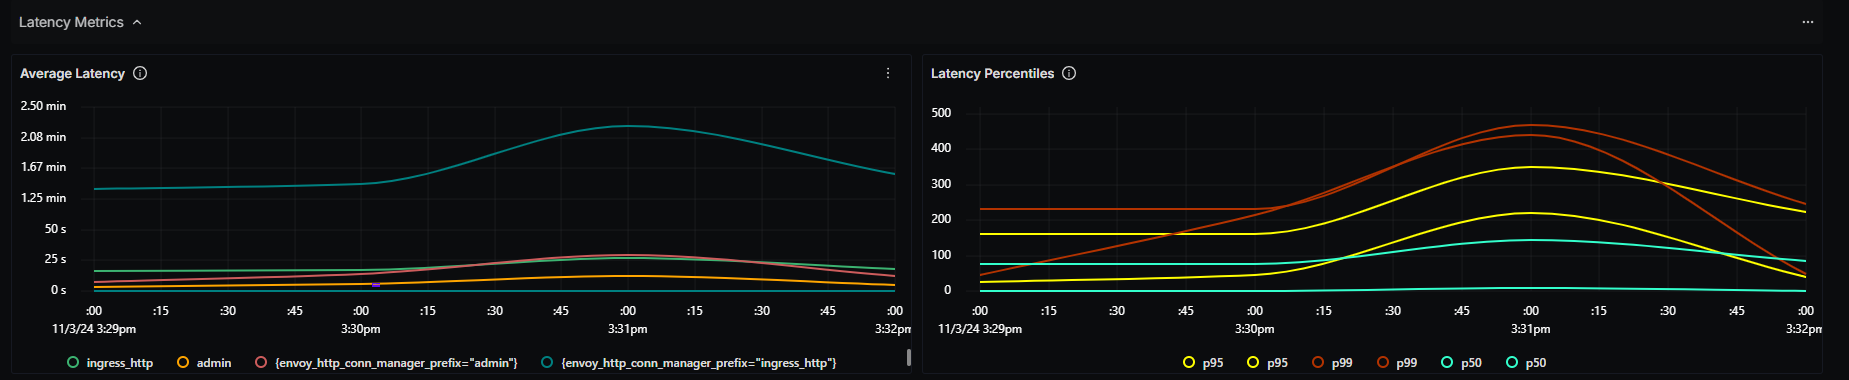 Latency Metrics
Average Latency
2.50 min
2.08 min
1.67 min
1.25 min
50 s
25 s
0 s
:00 :15 :30 :45 :00 :15 :30 :45 :00 :15 :30 :45 :00
11/3/24 3:29pm 3:30pm 3:31pm 3:32pm
ingress_http admin {envoy_http_conn_manager_prefix="admin"} {envoy_http_conn_manager_prefix="ingress_http"}
Latency Percentiles
500
400
300
200
100
0
:00 :15 :30 :45 :00 :15 :30 :45 :00 :15 :30 :45 :00
11/3/24 3:29pm 3:30pm 3:31pm 3:32pm
p95 p95 p99 p99 p50 p50